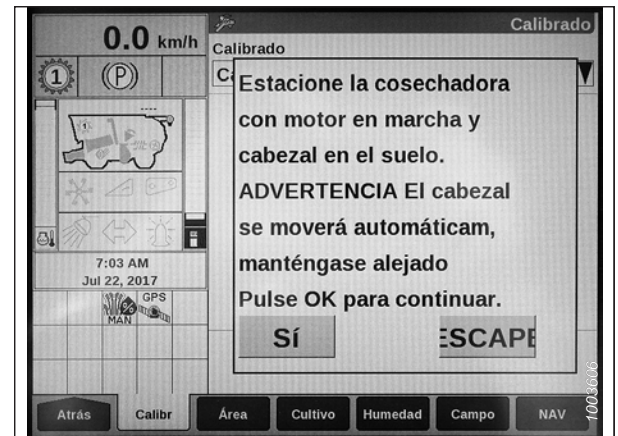 0.0 km/h
Calibrado
Calibrado
1
(P)
Estacione la cosechadora
con motor en marcha y
cabezal en el suelo.
ADVERTENCIA El cabezal
se moverá automáticam,
manténgase alejado
Pulse OK para continuar.
Sí
ESCAPE
7:03 AM
Jul 22, 2017
MAN
GPS
Atrás
Calibr
Área
Cultivo
Humedad
Campo
NAV
1003606